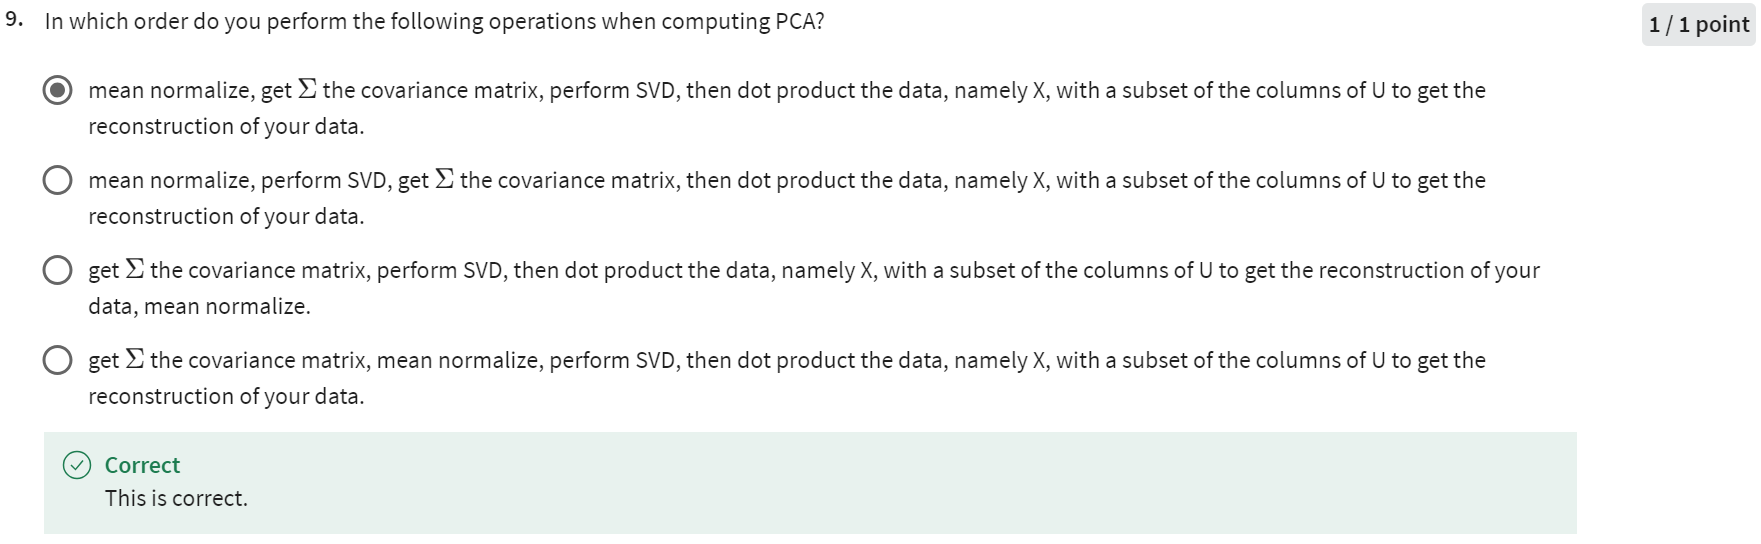 9. In which order do you perform the following operations when computing PCA?
1 / 1 point
mean normalize, get Σ the covariance matrix, perform SVD, then dot product the data, namely X, with a subset of the columns of U to get the
reconstruction of your data.
mean normalize, perform SVD, get Σ the covariance matrix, then dot product the data, namely X, with a subset of the columns of U to get the
reconstruction of your data.
get Σ the covariance matrix, perform SVD, then dot product the data, namely X, with a subset of the columns of U to get the reconstruction of your
data, mean normalize.
get Σ the covariance matrix, mean normalize, perform SVD, then dot product the data, namely X, with a subset of the columns of U to get the
reconstruction of your data.
Correct
This is correct.